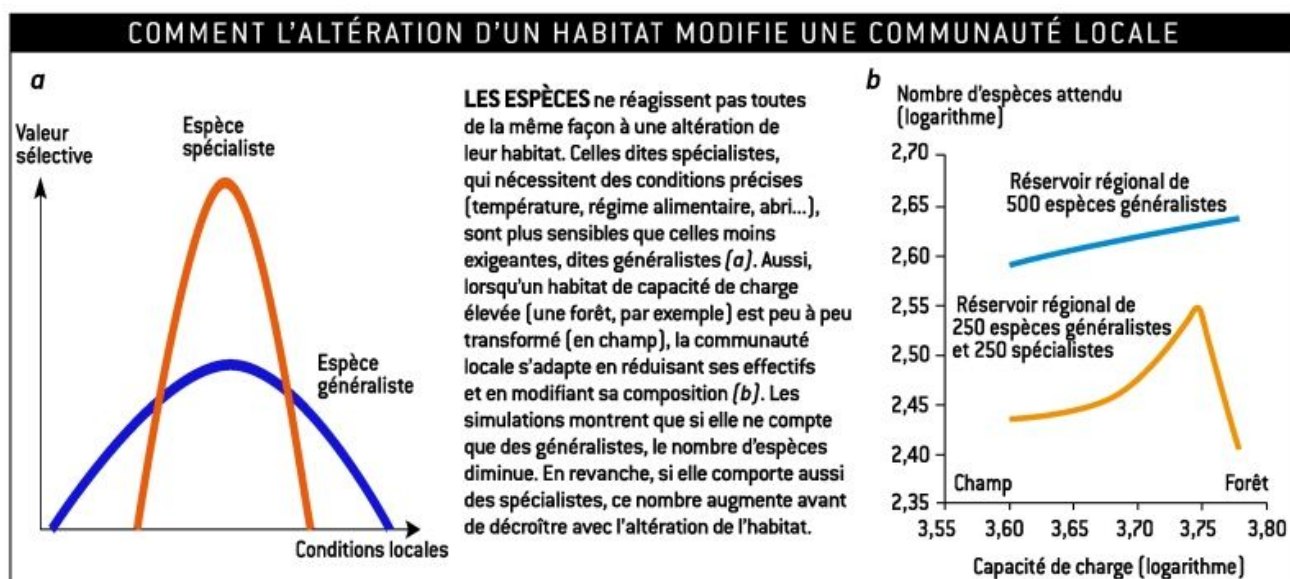 COMMENT L'ALTÉRATION D'UN HABITAT MODIFIE UNE COMMUNAUTÉ LOCALE
a
Valeur
sélective
Espèce
spécialiste
Espèce
généraliste
Conditions locales
LES ESPÈCES ne réagissent pas toutes
de la même façon à une altération de
leur habitat. Celles dites spécialistes,
qui nécessitent des conditions précises
(température, régime alimentaire, abri...),
sont plus sensibles que celles moins
exigeantes, dites généralistes (a). Aussi,
lorsqu'un habitat de capacité de charge
élevée (une forêt, par exemple) est peu à peu
transformé (en champ), la communauté
locale s'adapte en réduisant ses effectifs
et en modifiant sa composition (b). Les
simulations montrent que si elle ne compte
que des généralistes, le nombre d'espèces
diminue. En revanche, si elle comporte aussi
des spécialistes, ce nombre augmente avant
de décroître avec l'altération de l'habitat.
b
Nombre d'espèces attendu
(logarithme)
2,70
2,65
2,60
2,55
2,50
2,45
2,40
2,35
Réservoir régional de
500 espèces généralistes
Réservoir régional de
250 espèces généralistes
et 250 spécialistes
Champ
Forêt
3,55
3,60
3,65
3,70
3,75
3,80
Capacité de charge (logarithme)